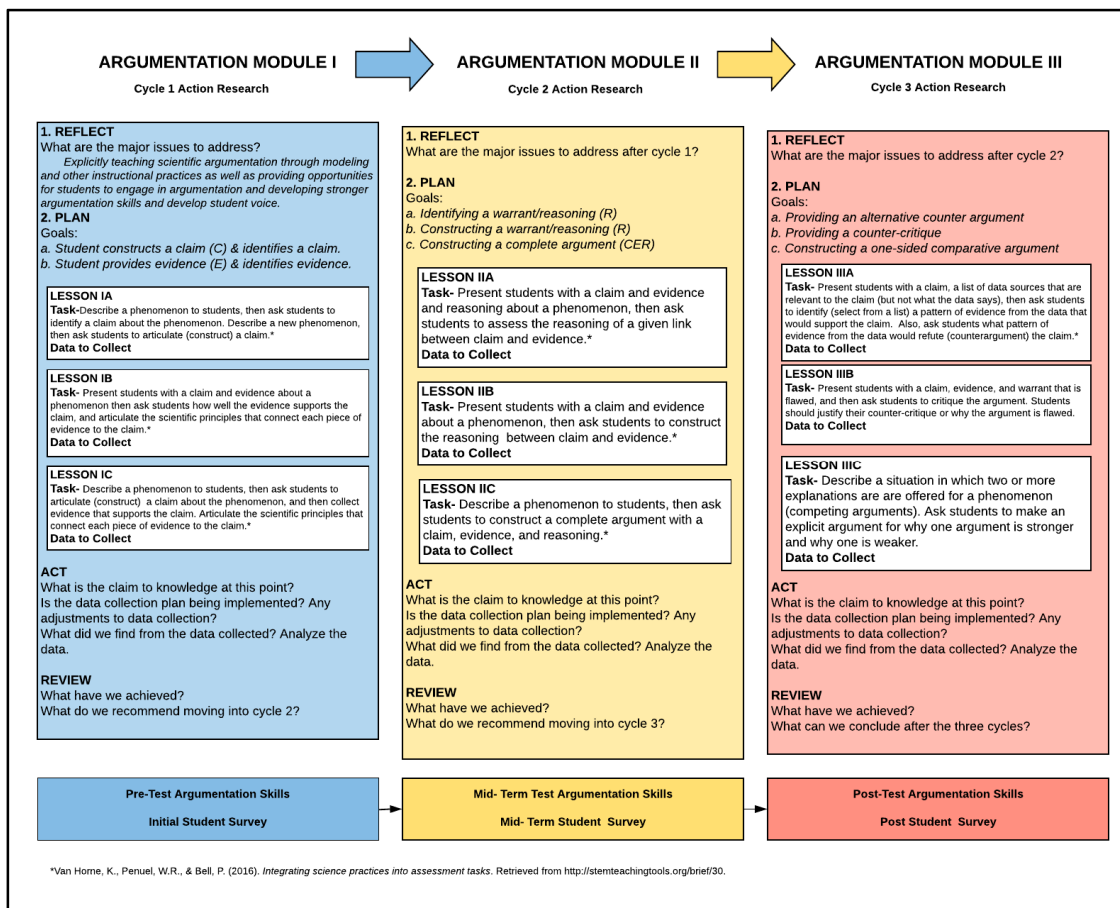 ARGUMENTATION MODULE I
Cycle 1 Action Research
1. REFLECT
What are the major issues to address?
Explicitly teaching scientific argumentation through modeling
and other instructional practices as well as providing opportunities
for students to engage in argumentation and developing stronger
argumentation skills and develop student voice.
2. PLAN
Goals:
a. Student constructs a claim (C) & identifies a claim.
b. Student provides evidence (E) & identifies evidence.
LESSON IA
Task-Describe a phenomenon to students, then ask students to
identify a claim about the phenomenon. Describe a new phenomenon,
then ask students to articulate (construct) a claim.*
Data to Collect
LESSON IB
Task- Present students with a claim and evidence about a
phenomenon then ask students how well the evidence supports the
claim, and articulate the scientific principles that connect each piece of
evidence to the claim.*
Data to Collect
LESSON IC
Task- Describe a phenomenon to students, then ask students to
articulate (construct) a claim about the phenomenon, and then collect
evidence that supports the claim. Articulate the scientific principles that
connect each piece of evidence to the claim.*
Data to Collect
ACT
What is the claim to knowledge at this point?
Is the data collection plan being implemented? Any
adjustments to data collection?
What did we find from the data collected? Analyze the
data.
REVIEW
What have we achieved?
What do we recommend moving into cycle 2?
Pre-Test Argumentation Skills
Initial Student Survey
ARGUMENTATION MODULE II
Cycle 2 Action Research
1. REFLECT
What are the major issues to address after cycle 1?
2. PLAN
Goals:
a. Identifying a warrant/reasoning (R)
b. Constructing a warrant/reasoning (R)
c. Constructing a complete argument (CER)
LESSON IIA
Task- Present students with a claim and evidence
and reasoning about a phenomenon, then ask
students to assess the reasoning of a given link
between claim and evidence.*
Data to Collect
LESSON IIB
Task- Present students with a claim and evidence
about a phenomenon, then ask students to construct
the reasoning between claim and evidence.*
Data to Collect
LESSON IIC
Task- Describe a phenomenon to students, then ask
students to construct a complete argument with a
claim, evidence, and reasoning.*
Data to Collect
ACT
What is the claim to knowledge at this point?
Is the data collection plan being implemented? Any
adjustments to data collection?
What did we find from the data collected? Analyze the
data.
REVIEW
What have we achieved?
What do we recommend moving into cycle 3?
Mid- Term Test Argumentation Skills
Mid- Term Student Survey
ARGUMENTATION MODULE III
Cycle 3 Action Research
1. REFLECT
What are the major issues to address after cycle 2?
2. PLAN
Goals:
a. Providing an alternative counter argument
b. Providing a counter-critique
c. Constructing a one-sided comparative argument
LESSON IIIA
Task- Present students with a claim, a list of data sources that are
relevant to the claim (but not what the data says), then ask students
to identify (select from a list) a pattern of evidence from the data that
would support the claim. Also, ask students what pattern of
evidence from the data would refute (counterargument) the claim.*
Data to Collect
LESSON IIIB
Task- Present students with a claim, evidence, and warrant that is
flawed, and then ask students to critique the argument. Students
should justify their counter-critique or why the argument is flawed.
Data to Collect
LESSON IIIC
Task- Describe a situation in which two or more
explanations are are offered for a phenomenon
(competing arguments). Ask students to make an
explicit argument for why one argument is stronger
and why one is weaker.
Data to Collect
ACT
What is the claim to knowledge at this point?
Is the data collection plan being implemented? Any
adjustments to data collection?
What did we find from the data collected? Analyze the
data.
REVIEW
What have we achieved?
What can we conclude after the three cycles?
Post-Test Argumentation Skills
Post Student Survey
*Van Horne, K., Penuel, W.R., & Bell, P. (2016). Integrating science practices into assessment tasks. Retrieved from http://stemteachingtools.org/brief/30.